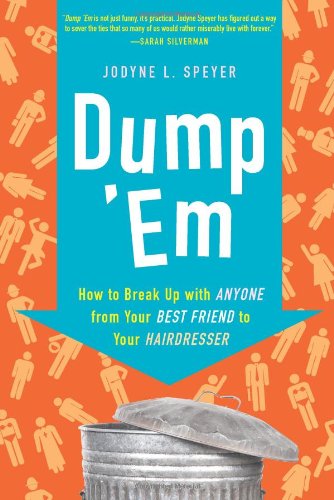 "Dump 'Em is not just funny, it's practical. Jodyne Speyer has figured out a way
to sever the ties that so many of us would rather miserably live with forever."
—SARAH SILVERMAN
JODYNE L. SPEYER
Dump
'Em
How to Break Up with ANYONE
from Your BEST FRIEND to
Your HAIRDRESSER